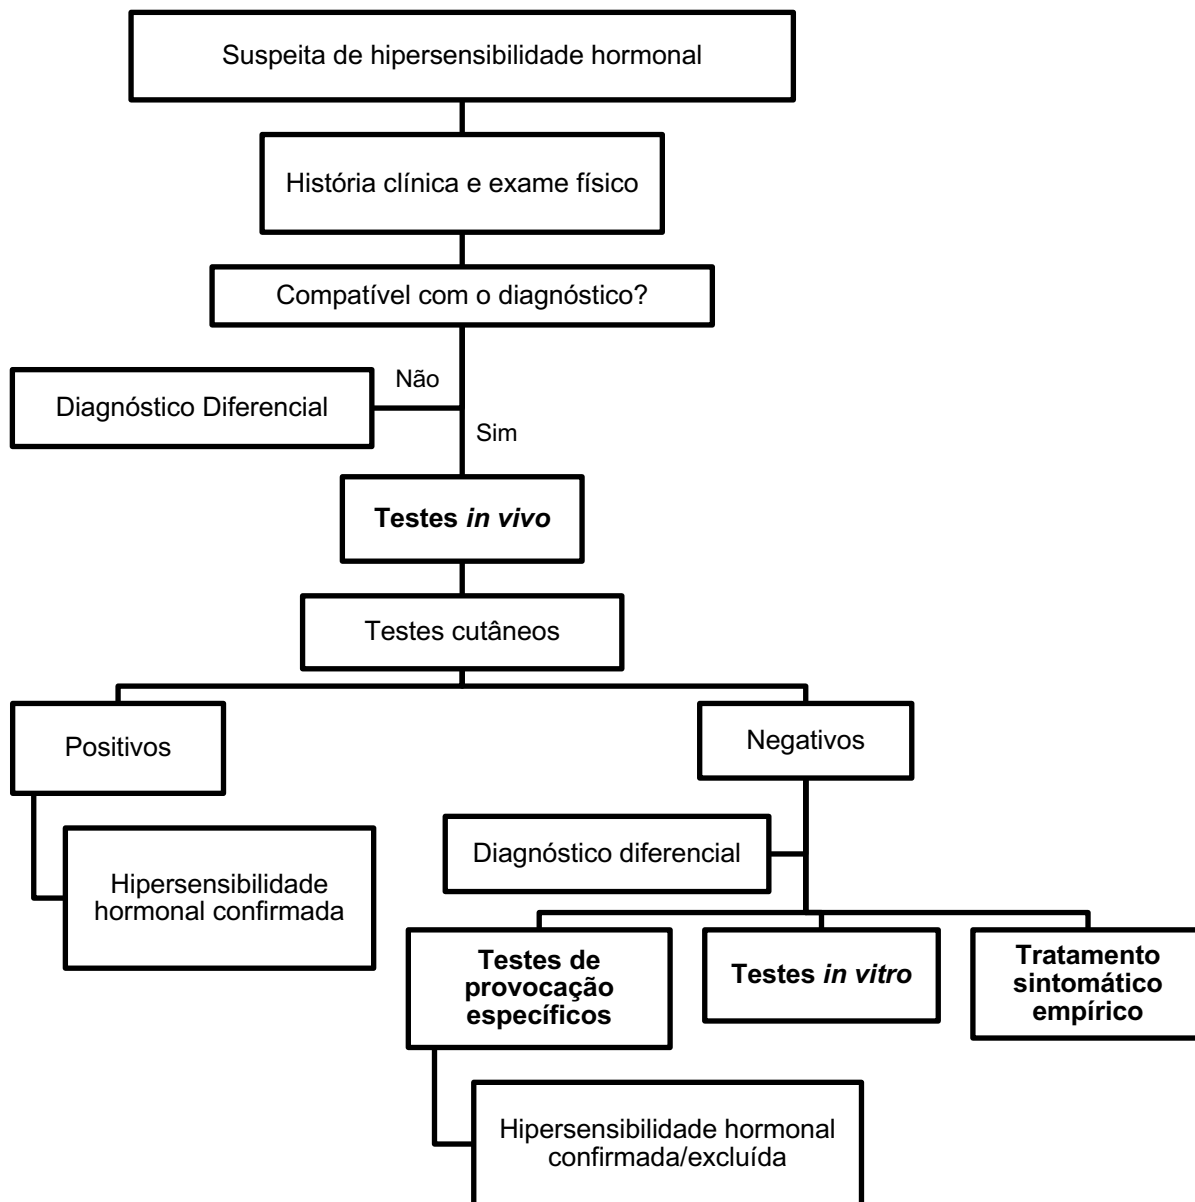 Suspeita de hipersensibilidade hormonal
História clínica e exame físico
Compatível com o diagnóstico?
Não
Diagnóstico Diferencial
Sim
Testes in vivo
Testes cutâneos
Positivos
Negativos
Hipersensibilidade
hormonal confirmada
Diagnóstico diferencial
Testes de
provocação
específicos
Testes in vitro
Tratamento
sintomático
empírico
Hipersensibilidade hormonal
confirmada/excluída